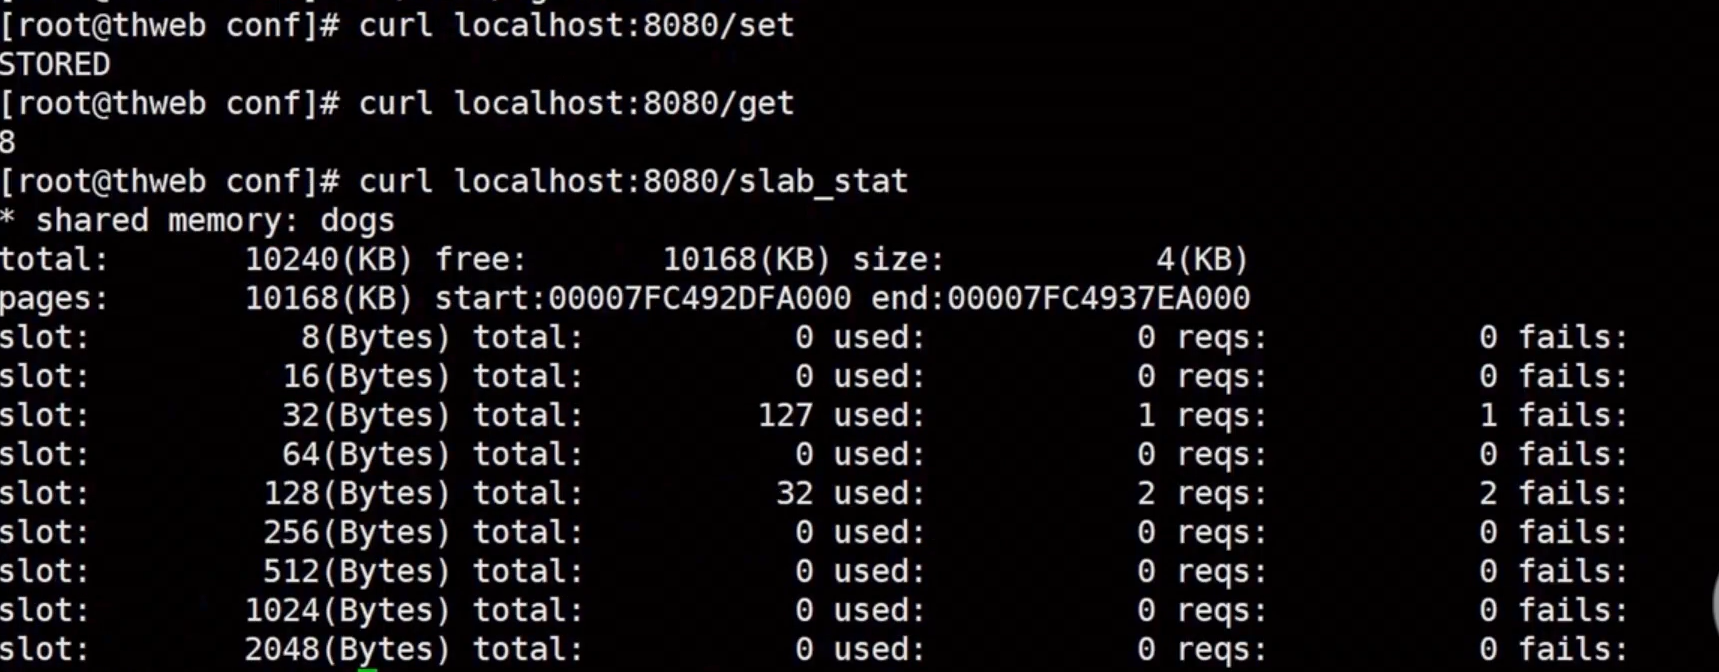 [root@thweb conf]# curl localhost:8080/set
STORED
[root@thweb conf]# curl localhost:8080/get
8
[root@thweb conf]# curl localhost:8080/slab_stat
* shared memory: dogs
total: 10240(KB) free: 10168(KB) size: 4(KB)
pages: 10168(KB) start:00007FC492DFA000 end:00007FC4937EA000
slot: 8(Bytes) total: 0 used: 0 reqs: 0 fails:
slot: 16(Bytes) total: 0 used: 0 reqs: 0 fails:
slot: 32(Bytes) total: 127 used: 1 reqs: 1 fails:
slot: 64(Bytes) total: 0 used: 0 reqs: 0 fails:
slot: 128(Bytes) total: 32 used: 2 reqs: 2 fails:
slot: 256(Bytes) total: 0 used: 0 reqs: 0 fails:
slot: 512(Bytes) total: 0 used: 0 reqs: 0 fails:
slot: 1024(Bytes) total: 0 used: 0 reqs: 0 fails:
slot: 2048(Bytes) total: 0 used: 0 reqs: 0 fails: